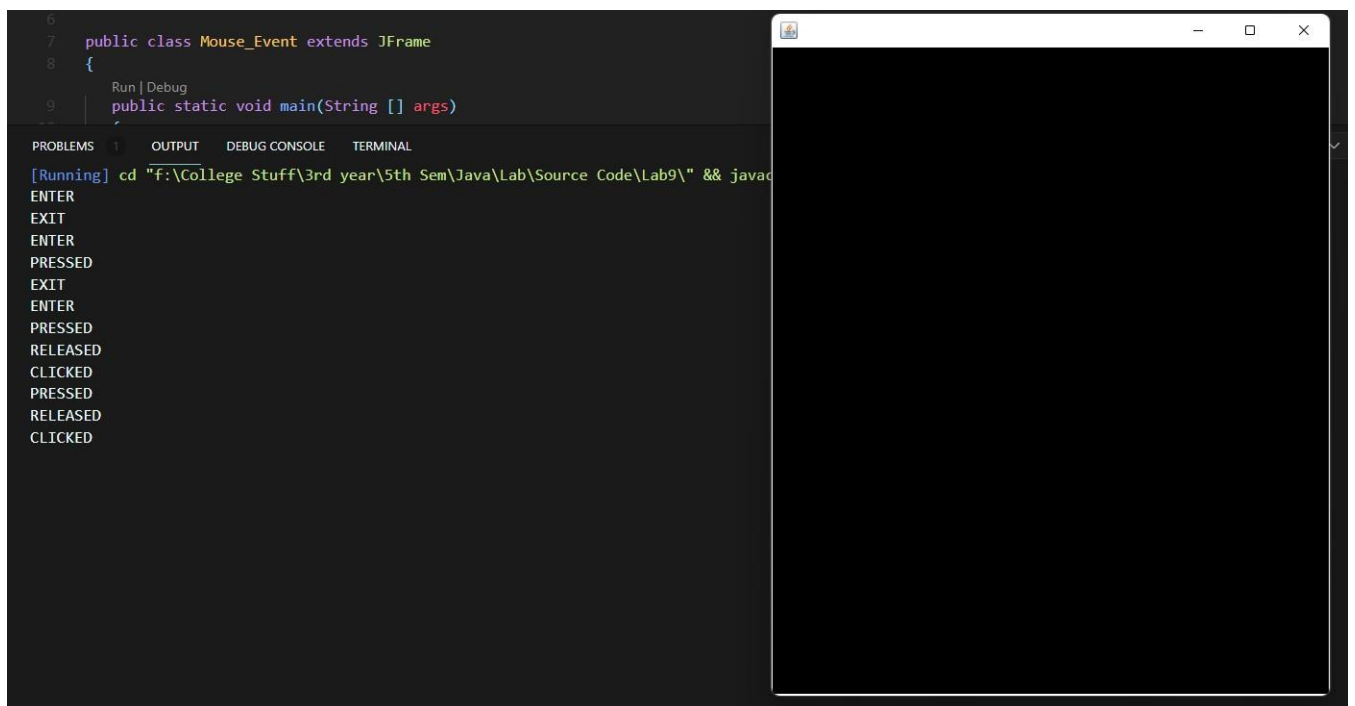 6
7 public class Mouse_Event extends JFrame
8 {
Run | Debug
9 public static void main(String [] args)
PROBLEMS 1 OUTPUT DEBUG CONSOLE TERMINAL
[Running] cd "f:\College Stuff\3rd year\5th Sem\Java\Lab\Source Code\Lab9\" && javac
ENTER
EXIT
ENTER
PRESSED
EXIT
ENTER
PRESSED
RELEASED
CLICKED
PRESSED
RELEASED
CLICKED